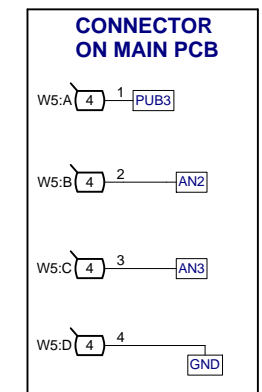 CONNECTOR
ON MAIN PCB
W5:A 4 1 PUB3
W5:B 4 2 AN2
W5:C 4 3 AN3
W5:D 4 4
GND